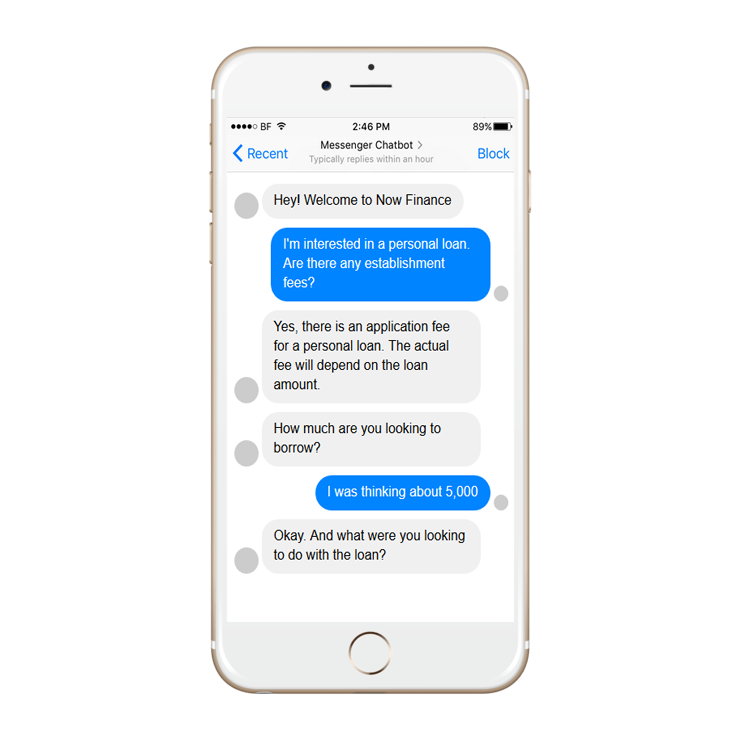 BF 2:46 PM 89%
Recent Messenger Chatbot Block
Typically replies within an hour
Hey! Welcome to Now Finance
I'm interested in a personal loan.
Are there any establishment
fees?
Yes, there is an application fee
for a personal loan. The actual
fee will depend on the loan
amount.
How much are you looking to
borrow?
I was thinking about 5,000
Okay. And what were you looking
to do with the loan?